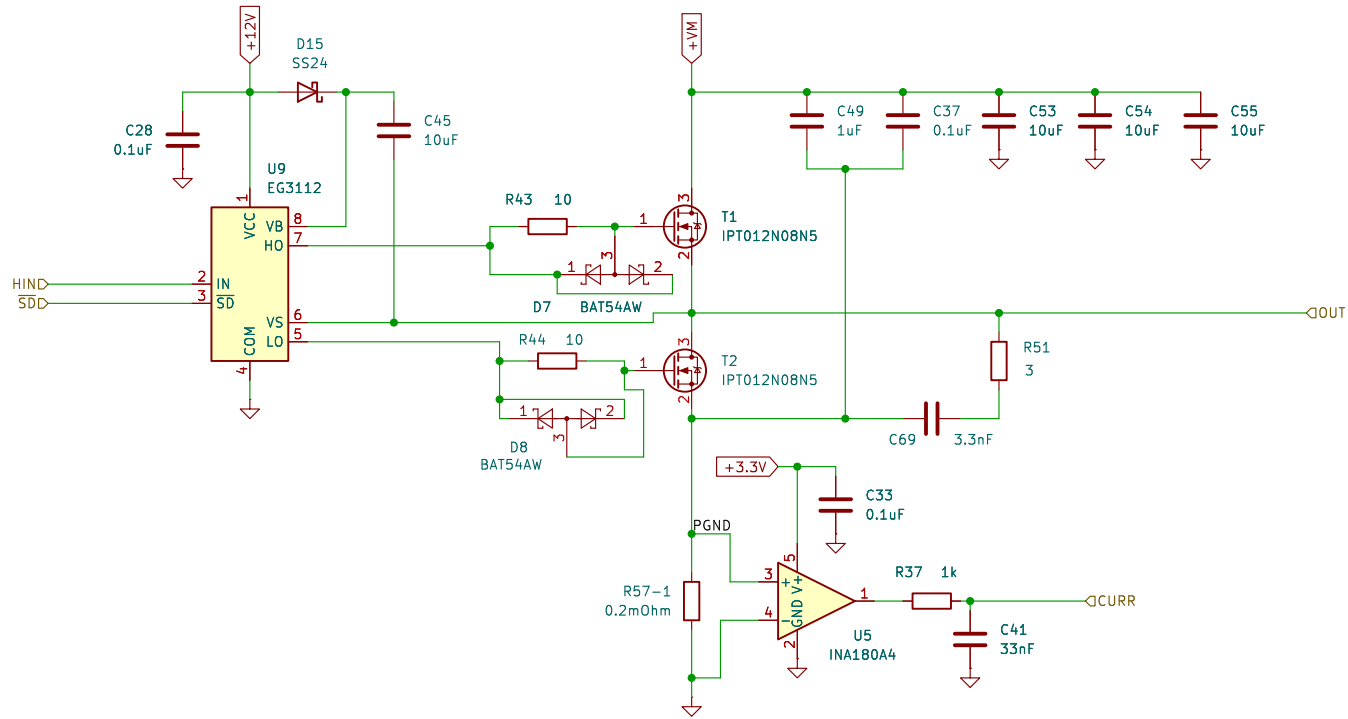 +12V
+VM
D15
SS24
C28
0.1uF
C45
10uF
C49
1uF
C37
0.1uF
C53
10uF
C54
10uF
C55
10uF
U9
EG3112
1
VCC
VB
8
HO
7
HIN
2
IN
SD
3
SD
VS
6
LO
5
COM
4
R43 10
1
3
2
T1
IPT012N08N5
1
3
2
D7
BAT54AW
OUT
R44 10
1
3
2
T2
IPT012N08N5
1
2
3
D8
BAT54AW
R51
3
C69
3.3nF
+3.3V
C33
0.1uF
PGND
R57-1
0.2mOhm
3
+
4
-
5
V+
GND
2
1
U5
INA180A4
R37 1k
CURR
C41
33nF